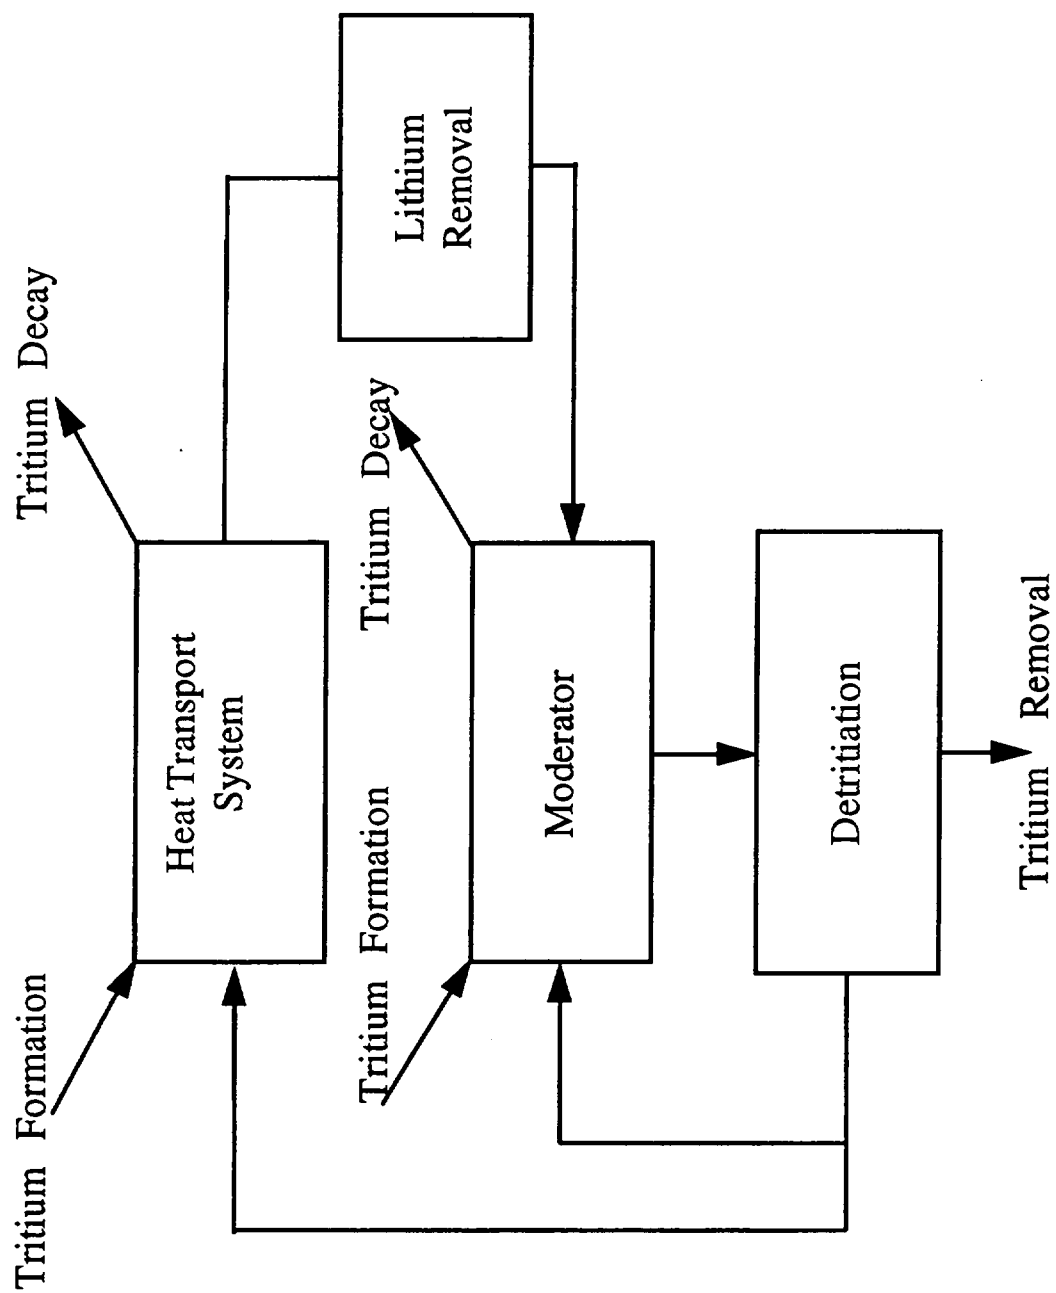 Tritium Formation
Tritium Decay
Heat Transport
System
Lithium
Removal
Tritium Formation
Tritium Decay
Moderator
Detritiation
Tritium Removal